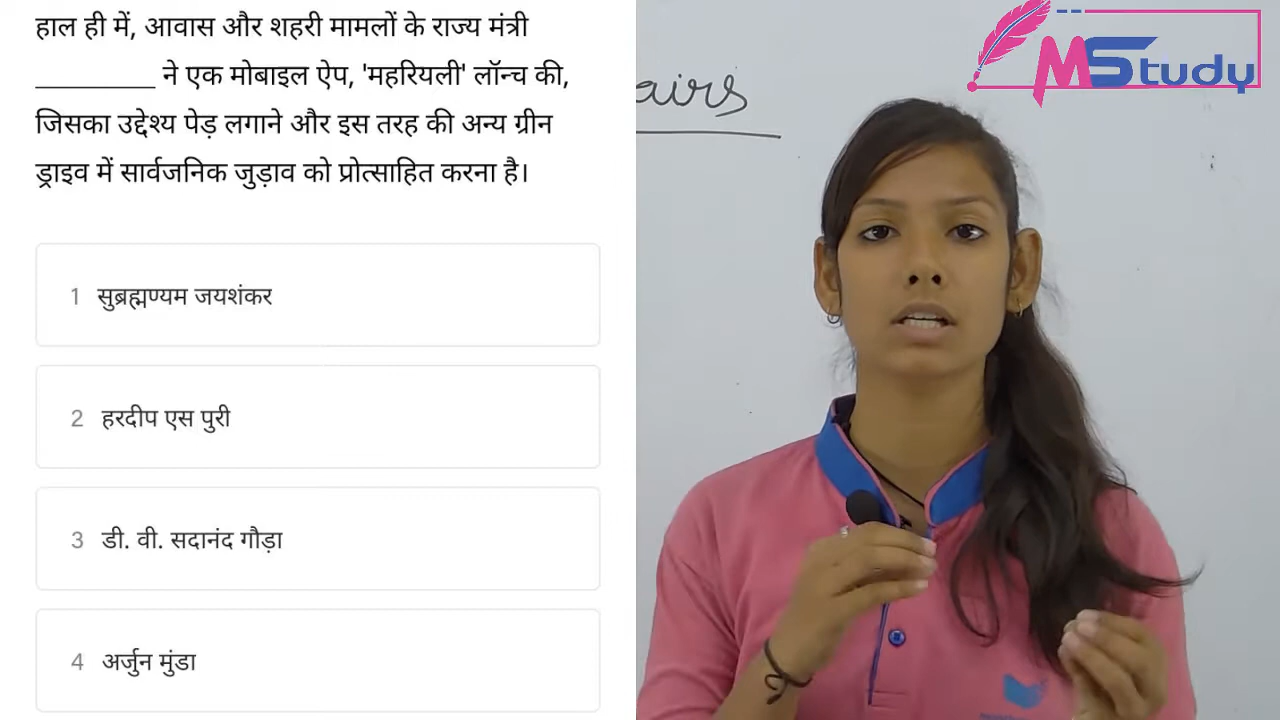 हाल ही में, आवास और शहरी मामलों के राज्य मंत्री
__________ ने एक मोबाइल ऐप, 'महरियली' लॉन्च की,
जिसका उद्देश्य पेड़ लगाने और इस तरह की अन्य ग्रीन
ड्राइव में सार्वजनिक जुड़ाव को प्रोत्साहित करना है।
1 सुब्रह्मण्यम जयशंकर
2 हरदीप एस पुरी
3 डी. वी. सदानंद गौड़ा
4 अर्जुन मुंडा
airs
MStudy